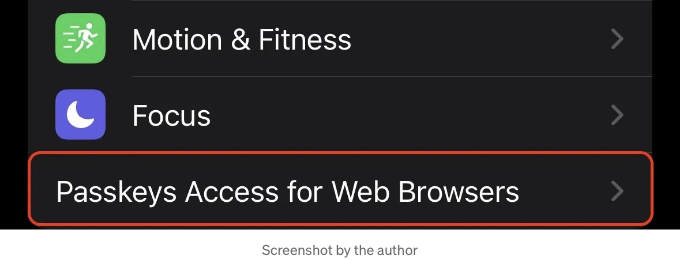 Motion & Fitness
Focus
Passkeys Access for Web Browsers
Screenshot by the author